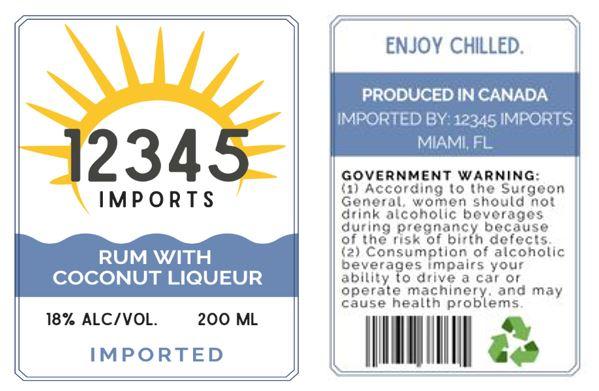 12345
IMPORTS
RUM WITH
COCONUT LIQUEUR
18% ALC/VOL. 200 ML
IMPORTED
ENJOY CHILLED.
PRODUCED IN CANADA
IMPORTED BY: 12345 IMPORTS
MIAMI, FL
GOVERNMENT WARNING:
(1) According to the Surgeon
General, women should not
drink alcoholic beverages
during pregnancy because
of the risk of birth defects.
(2) Consumption of alcoholic
beverages impairs your
ability to drive a car or
operate machinery, and may
cause health problems.